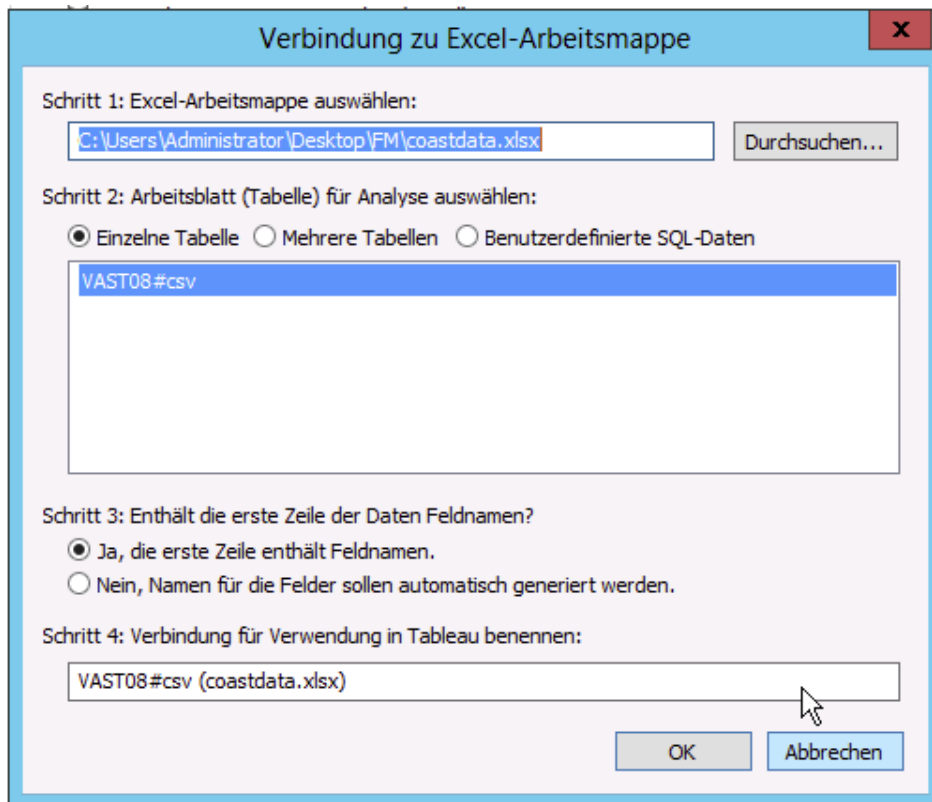 Verbindung zu Excel-Arbeitsmappe
x
Schritt 1: Excel-Arbeitsmappe auswählen:
C:\Users\Administrator\Desktop\FM\coastdata.xlsx
Durchsuchen...
Schritt 2: Arbeitsblatt (Tabelle) für Analyse auswählen:
Einzelne Tabelle Mehrere Tabellen Benutzerdefinierte SQL-Daten
VAST08#csv
Schritt 3: Enthält die erste Zeile der Daten Feldnamen?
Ja, die erste Zeile enthält Feldnamen.
Nein, Namen für die Felder sollen automatisch generiert werden.
Schritt 4: Verbindung für Verwendung in Tableau benennen:
VAST08#csv (coastdata.xlsx)
OK Abbrechen